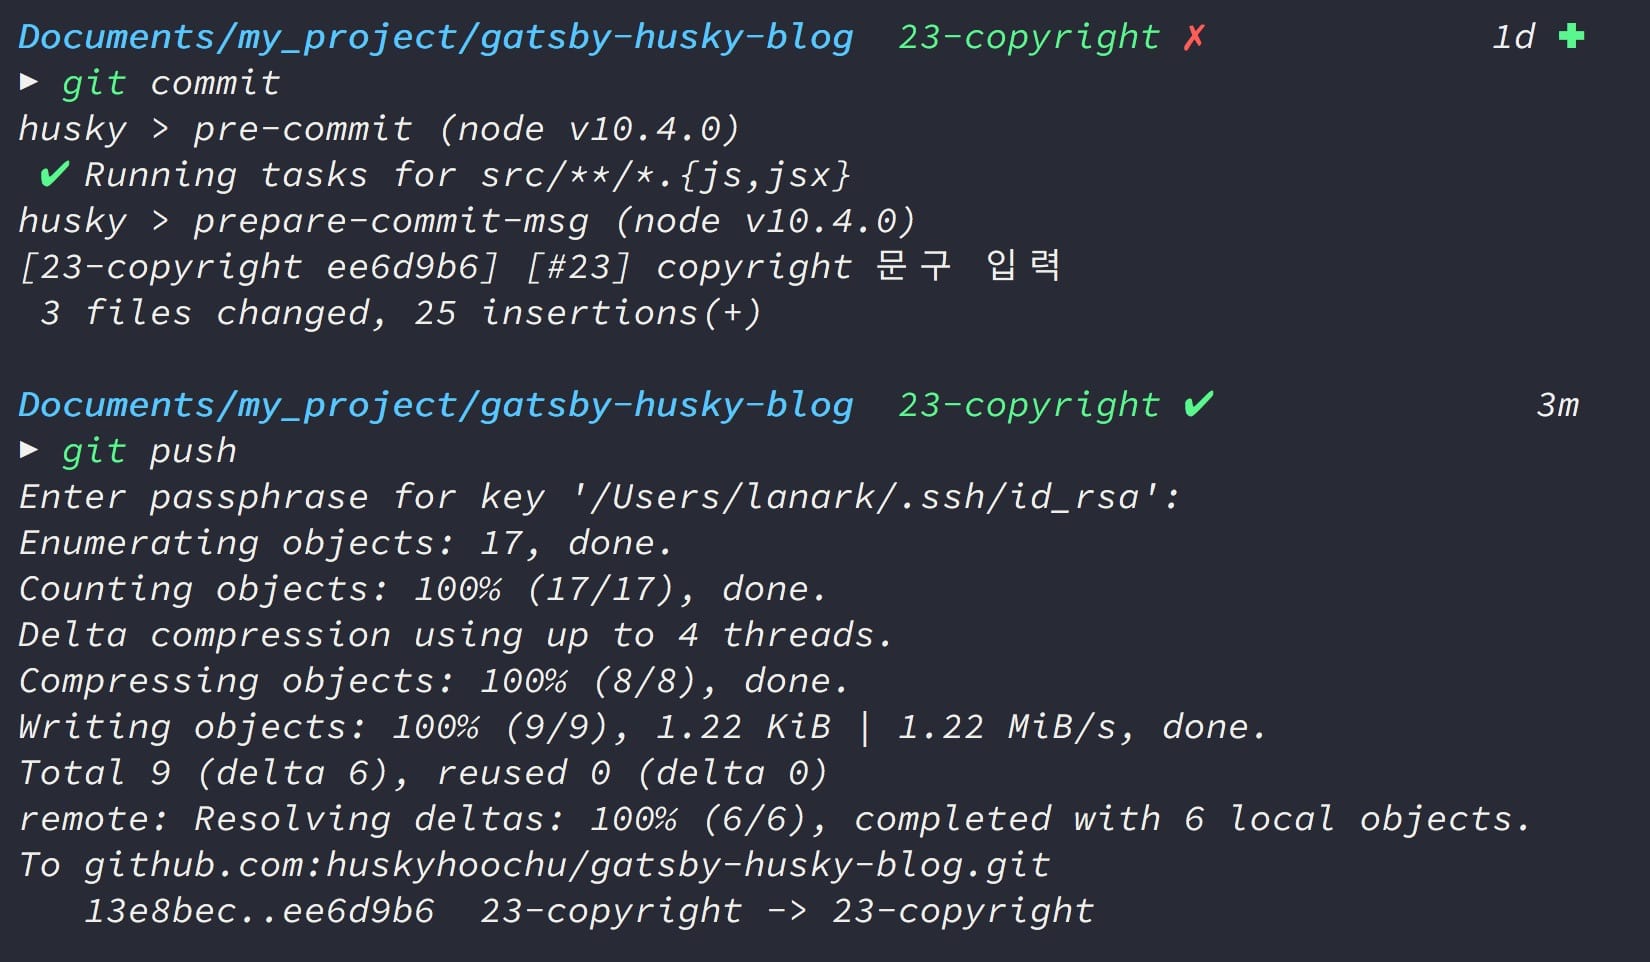 Documents/my_project/gatsby-husky-blog 23-copyright ✗ 1d ✚
▶ git commit
husky > pre-commit (node v10.4.0)
✔ Running tasks for src/**/*.{js,jsx}
husky > prepare-commit-msg (node v10.4.0)
[23-copyright ee6d9b6] [#23] copyright 문구 입력
3 files changed, 25 insertions(+)
Documents/my_project/gatsby-husky-blog 23-copyright ✔ 3m
▶ git push
Enter passphrase for key '/Users/lanark/.ssh/id_rsa':
Enumerating objects: 17, done.
Counting objects: 100% (17/17), done.
Delta compression using up to 4 threads.
Compressing objects: 100% (8/8), done.
Writing objects: 100% (9/9), 1.22 KiB | 1.22 MiB/s, done.
Total 9 (delta 6), reused 0 (delta 0)
remote: Resolving deltas: 100% (6/6), completed with 6 local objects.
To github.com:huskyhoochu/gatsby-husky-blog.git
13e8bec..ee6d9b6 23-copyright -> 23-copyright